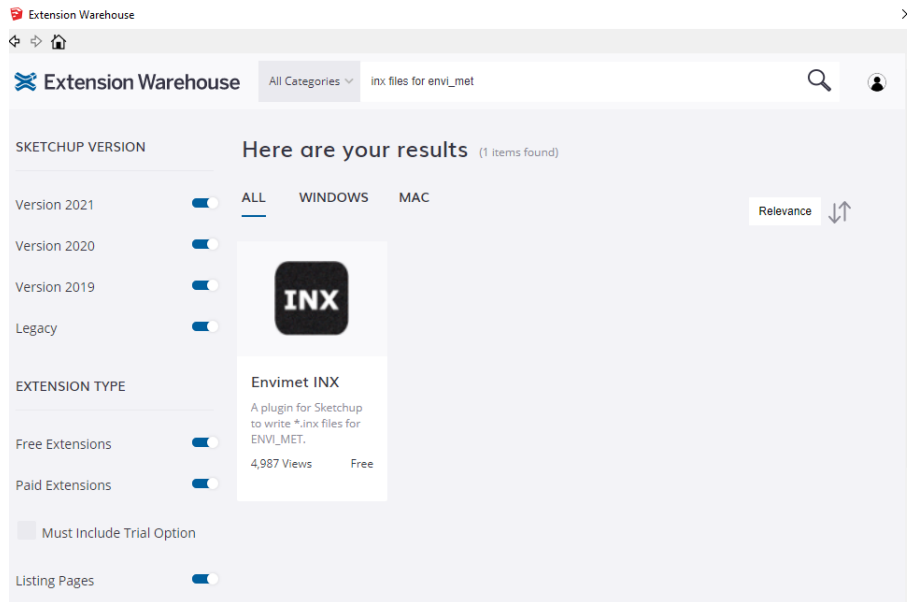 Extension Warehouse
Extension Warehouse
All Categories
inx files for envi_met
SKETCHUP VERSION
Version 2021
Version 2020
Version 2019
Legacy
EXTENSION TYPE
Free Extensions
Paid Extensions
Must Include Trial Option
Listing Pages
Here are your results (1 items found)
ALL WINDOWS MAC
Relevance
INX
Envimet INX
A plugin for Sketchup
to write *.inx files for
ENVI_MET.
4,987 Views Free